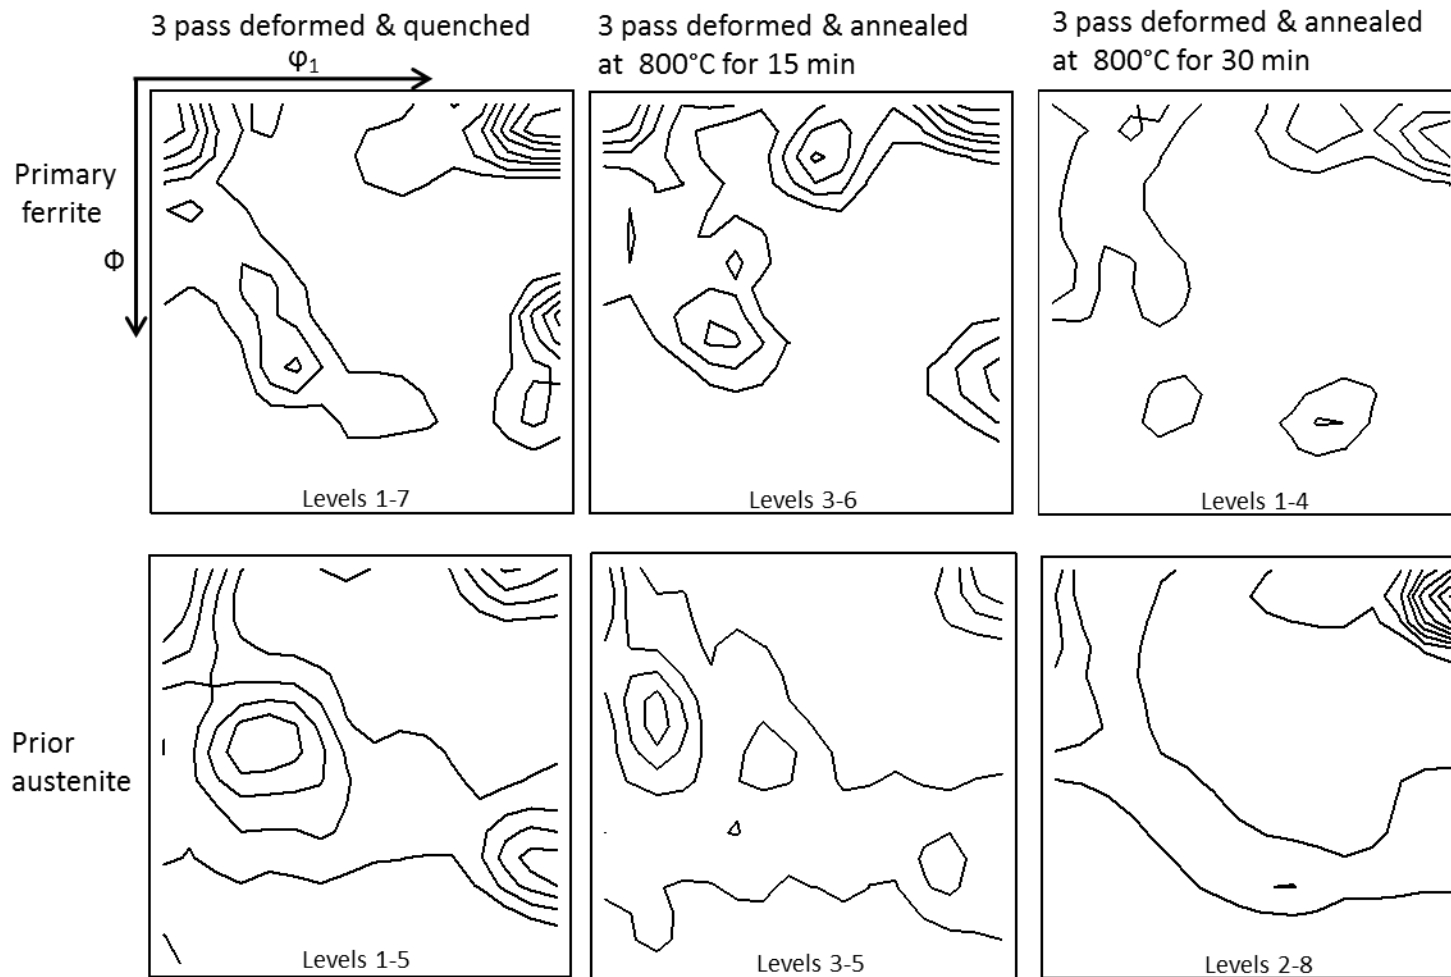 3 pass deformed & quenched
φ1
3 pass deformed & annealed
at 800°C for 15 min
3 pass deformed & annealed
at 800°C for 30 min
Primary
ferrite
Φ
Levels 1-7
Levels 3-6
Levels 1-4
Prior
austenite
Levels 1-5
Levels 3-5
Levels 2-8